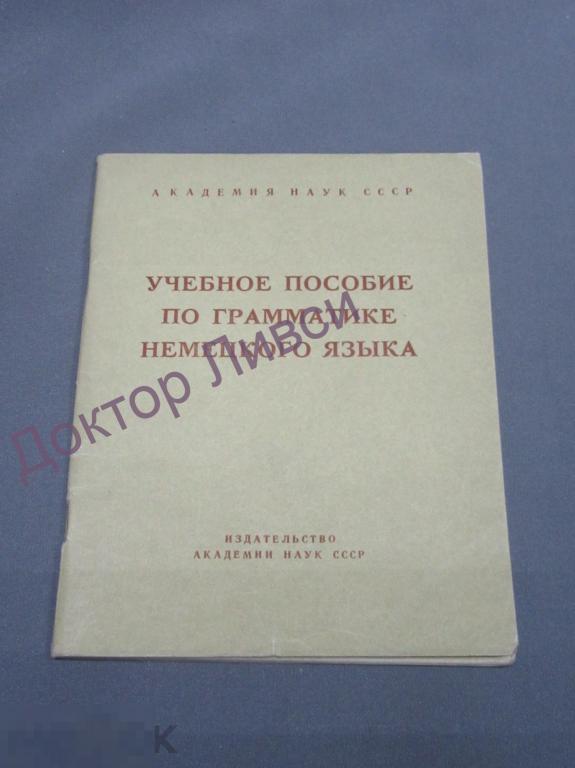 АКАДЕМИЯ НАУК СССР
УЧЕБНОЕ ПОСОБИЕ
ПО ГРАММАТИКЕ
НЕМЕЦКОГО ЯЗЫКА
Доктор Ливси
ИЗДАТЕЛЬСТВО
АКАДЕМИИ НАУК СССР